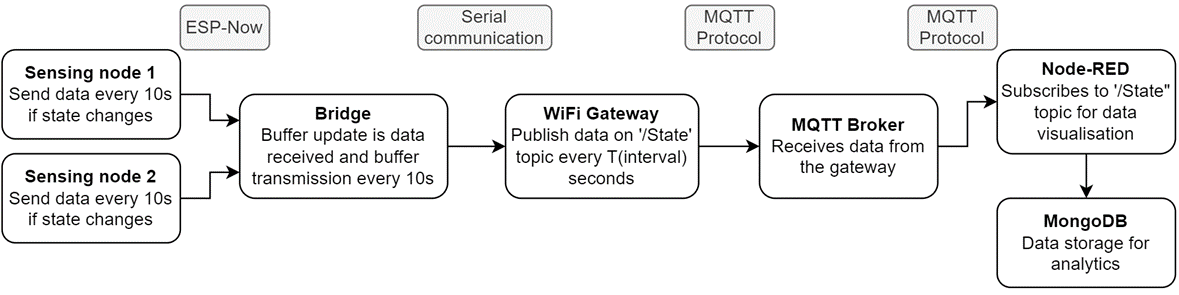 ESP-Now
Serial
communication
MQTT
Protocol
MQTT
Protocol
Sensing node 1
Send data every 10s
if state changes
Sensing node 2
Send data every 10s
if state changes
Bridge
Buffer update is data
received and buffer
transmission every 10s
WiFi Gateway
Publish data on '/State'
topic every T(interval)
seconds
MQTT Broker
Receives data from
the gateway
Node-RED
Subscribes to '/State"
topic for data
visualisation
MongoDB
Data storage for
analytics